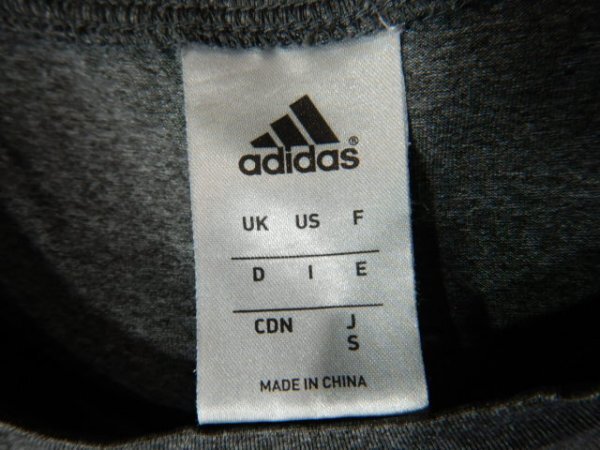 adidas®
UK US F
D I E
CDN J
S
MADE IN CHINA